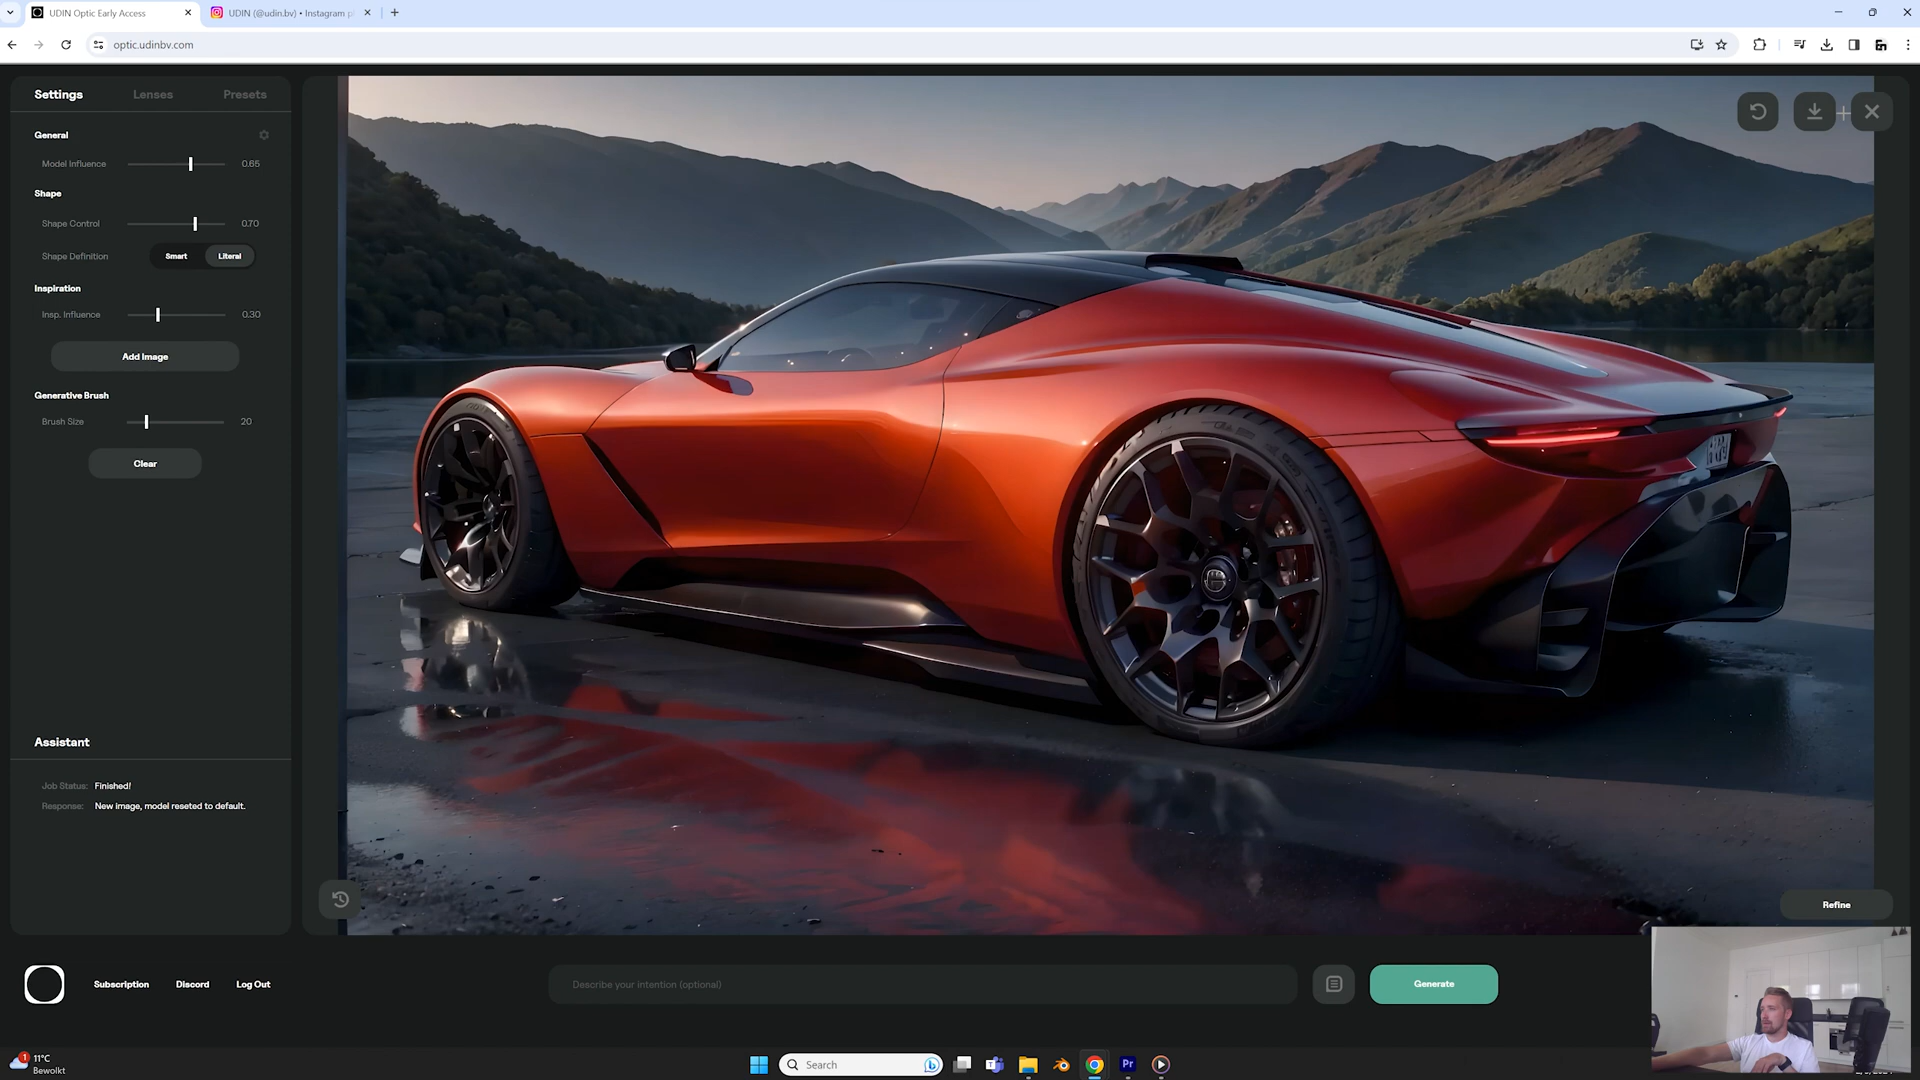 UDIN Optic Early Access
UDIN (@udin.bv) • Instagram p
optic.udinbv.com
Settings Lenses Presets
General
Model Influence 0.65
Shape
Shape Control 0.70
Shape Definition Smart Literal
Inspiration
Insp. Influence 0.30
Add Image
Generative Brush
Brush Size 20
Clear
Assistant
Job Status: Finished!
Response: New image, model reseted to default.
Refine
Subscription Discord Log Out
Describe your intention (optional)
Generate
1
11°C
Bewolkt
Search
Pr